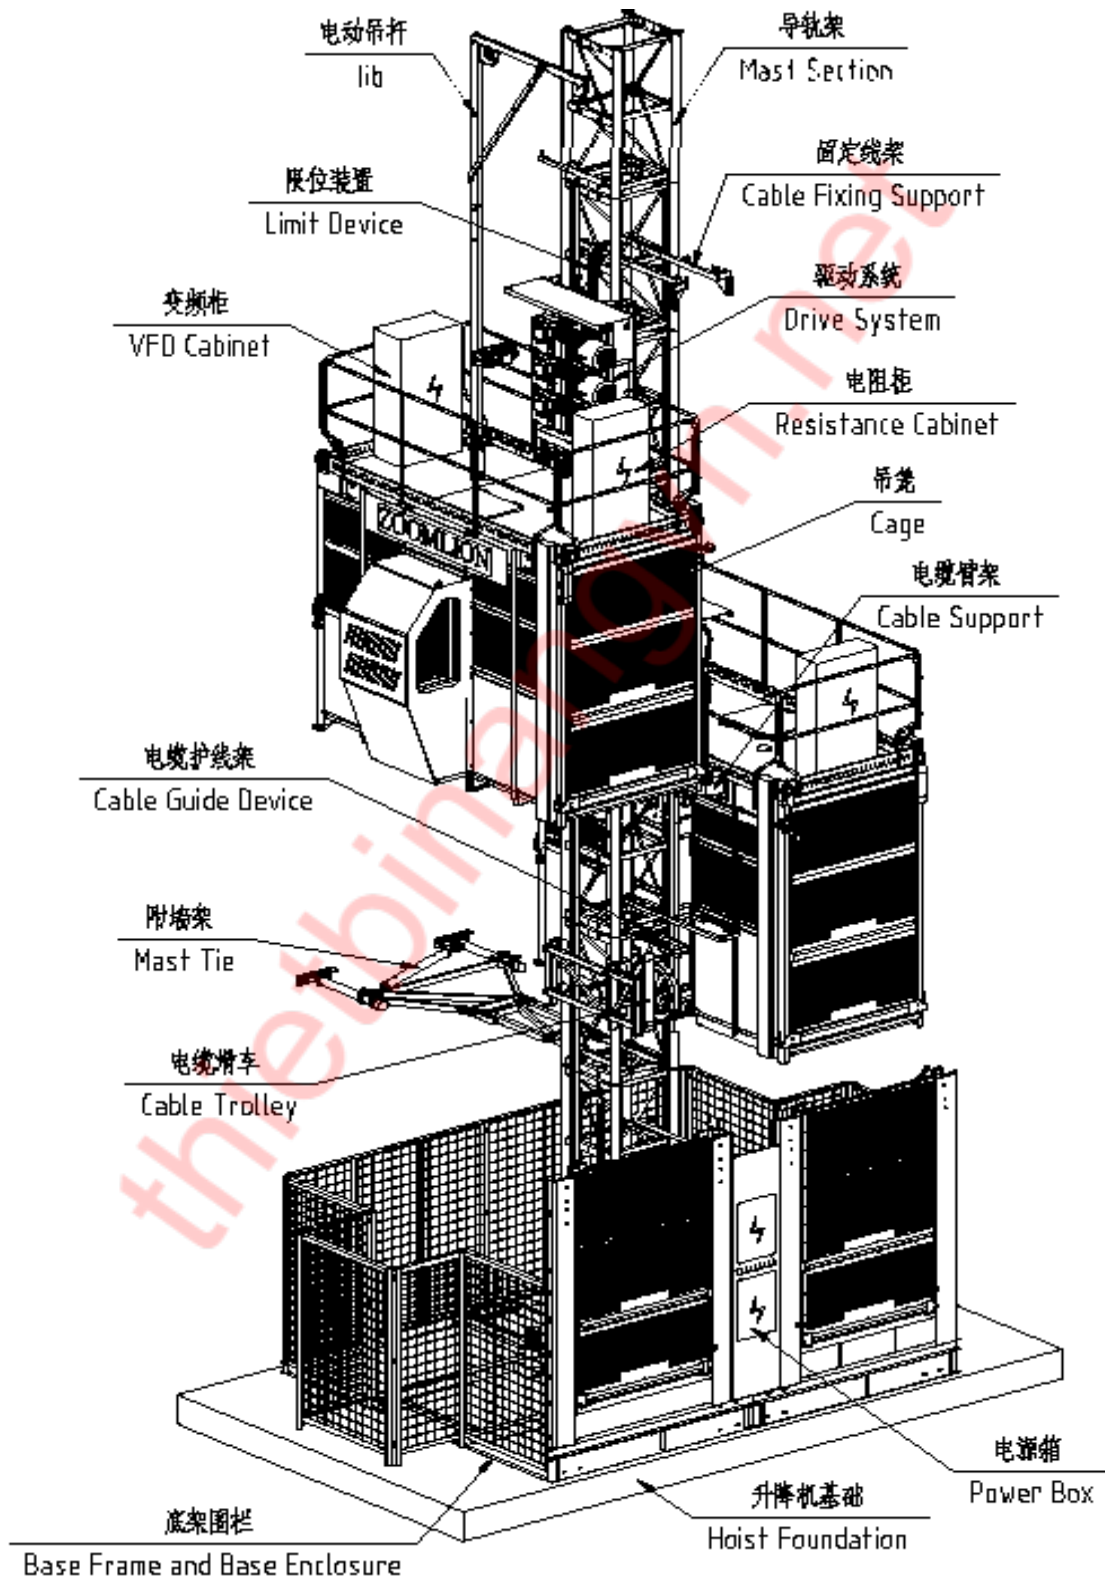 电动吊杆
Jib
导轨架
Mast Section
固定线架
Cable Fixing Support
限位装置
Limit Device
驱动系统
Drive System
变频柜
VFD Cabinet
电阻柜
Resistance Cabinet
吊笼
Cage
ZOOMLION
电缆臂架
Cable Support
电缆护线架
Cable Guide Device
附墙架
Mast Tie
电缆滑车
Cable Trolley
电源箱
Power Box
升降机基础
Hoist Foundation
底架围栏
Base Frame and Base Enclosure
thietbinangvn.net